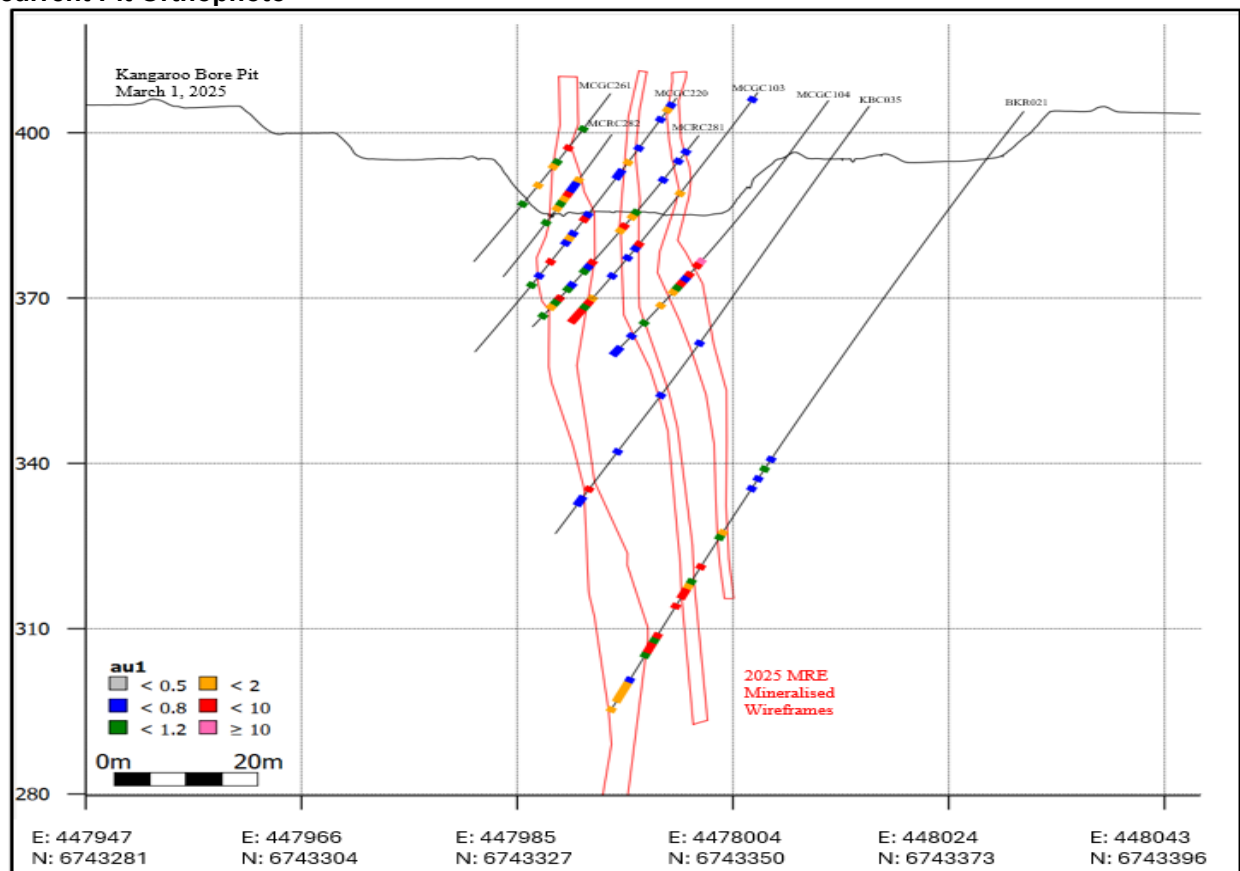 current Pit Orthophoto
Kangaroo Bore Pit
March 1, 2025
MCGC261
MCGC220
MCGC103
MCGC104
KBC035
BKR021
MCRC282
MCRC281
400
370
340
310
280
au1
< 0.5
< 2
< 0.8
< 10
< 1.2
≥ 10
0m
20m
2025 MRE
Mineralised
Wireframes
E: 447947
N: 6743281
E: 447966
N: 6743304
E: 447985
N: 6743327
E: 4478004
N: 6743350
E: 448024
N: 6743373
E: 448043
N: 6743396